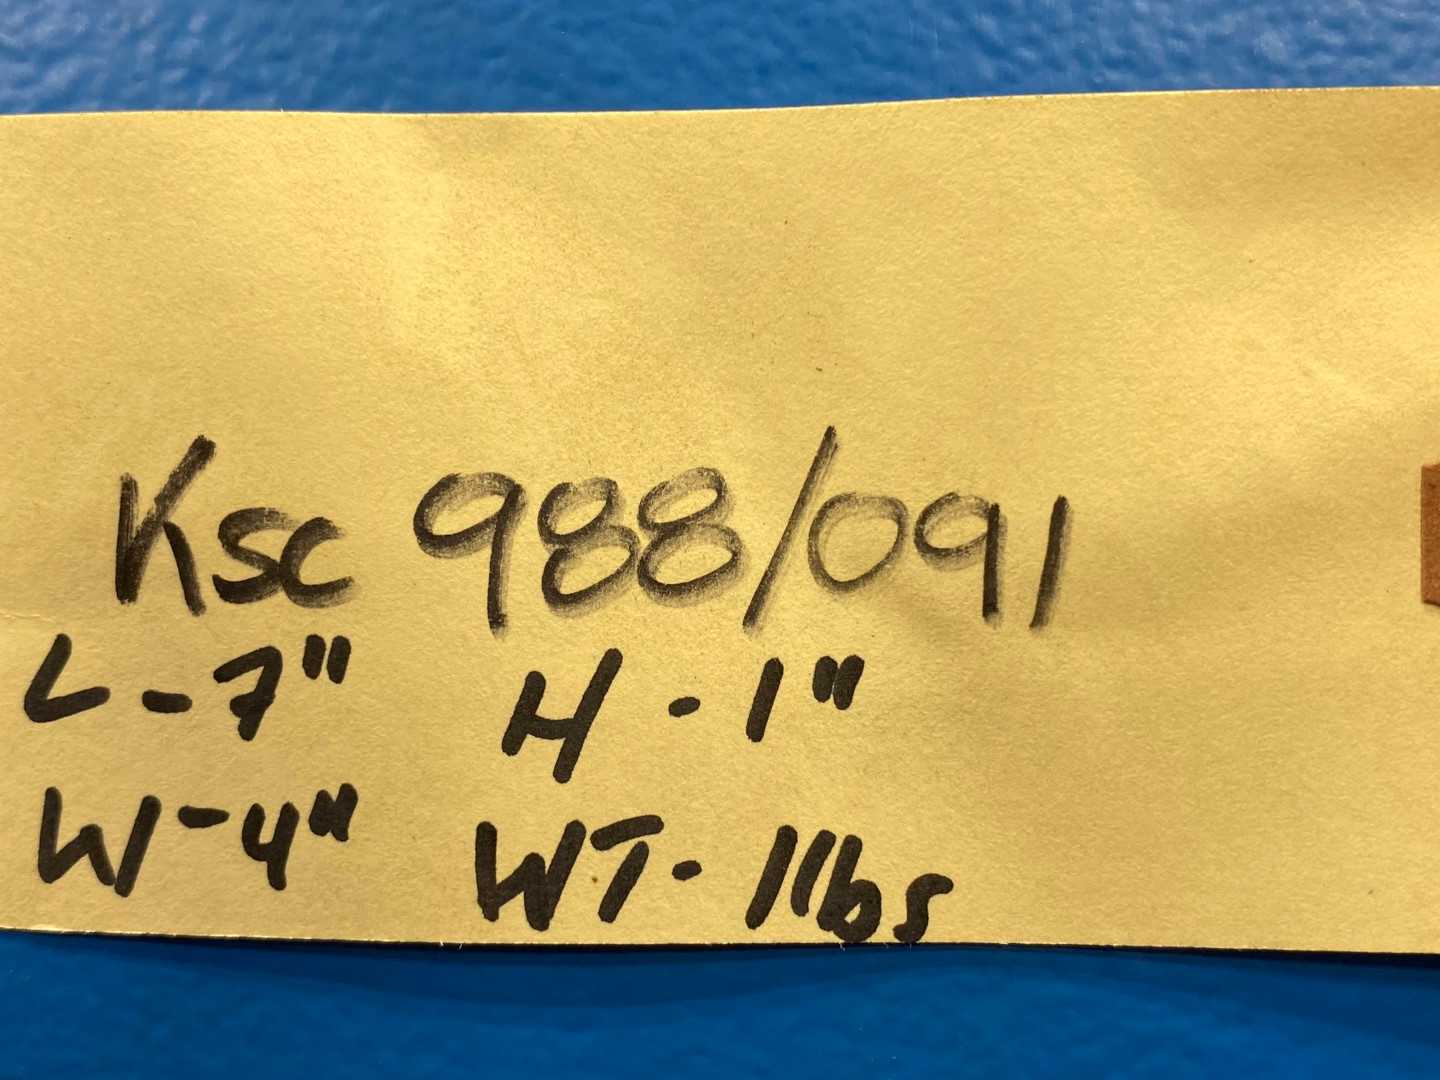 Ksc 988/091
L-7" H-1"
W-4" WT-1lbs